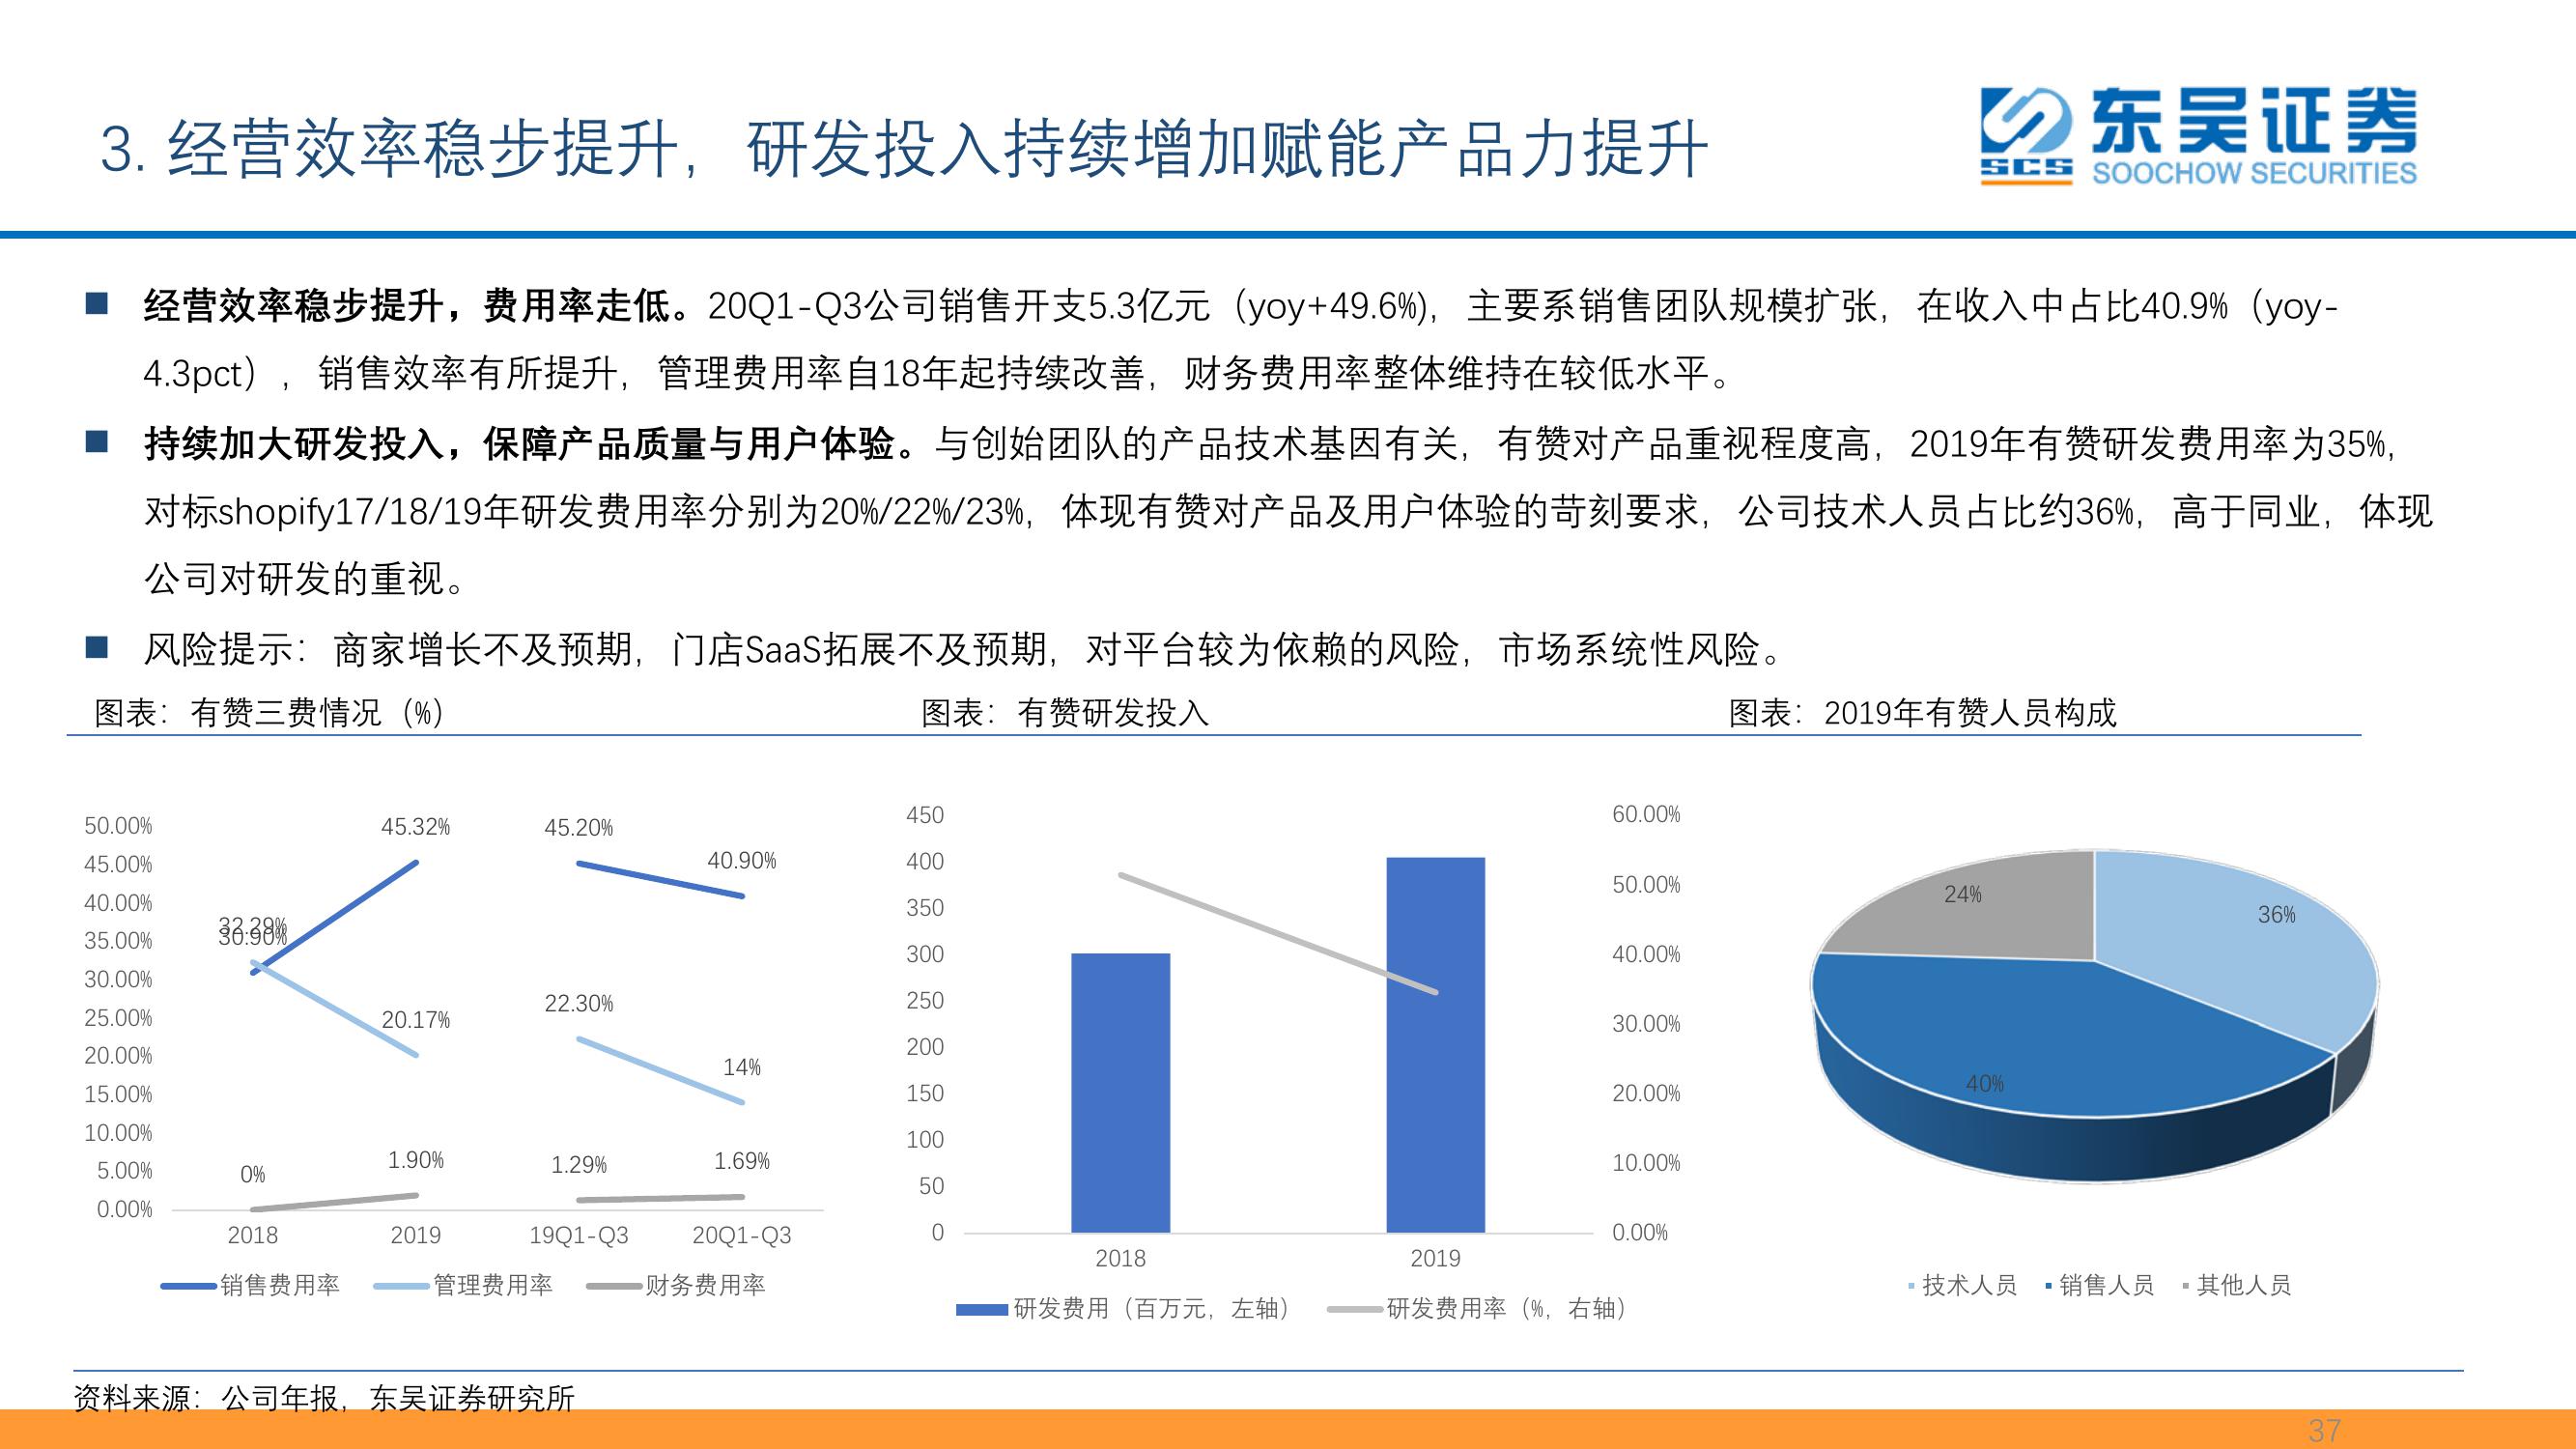 3. 经营效率稳步提升，研发投入持续增加赋能产品力提升
SCS
东吴证券
SOOCHOW SECURITIES
■ 经营效率稳步提升，费用率走低。20Q1-Q3公司销售开支5.3亿元（yoy+49.6%)，主要系销售团队规模扩张，在收入中占比40.9%（yoy-
4.3pct），销售效率有所提升，管理费用率自18年起持续改善，财务费用率整体维持在较低水平。
■ 持续加大研发投入，保障产品质量与用户体验。与创始团队的产品技术基因有关，有赞对产品重视程度高，2019年有赞研发费用率为35%，
对标shopify17/18/19年研发费用率分别为20%/22%/23%，体现有赞对产品及用户体验的苛刻要求，公司技术人员占比约36%，高于同业，体现
公司对研发的重视。
■ 风险提示：商家增长不及预期，门店SaaS拓展不及预期，对平台较为依赖的风险，市场系统性风险。
图表：有赞三费情况（%）
50.00%
45.00%
40.00%
35.00%
30.00%
25.00%
20.00%
15.00%
10.00%
5.00%
0.00%
32.29%
30.90%
45.32%
45.20%
40.90%
20.17%
22.30%
14%
0%
1.90%
1.29%
1.69%
2018 2019 19Q1-Q3 20Q1-Q3
销售费用率 管理费用率 财务费用率
图表：有赞研发投入
450
400
350
300
250
200
150
100
50
0
60.00%
50.00%
40.00%
30.00%
20.00%
10.00%
0.00%
2018 2019
研发费用（百万元，左轴） 研发费用率（%，右轴）
图表：2019年有赞人员构成
24%
36%
40%
技术人员 销售人员 其他人员
资料来源：公司年报，东吴证券研究所
37